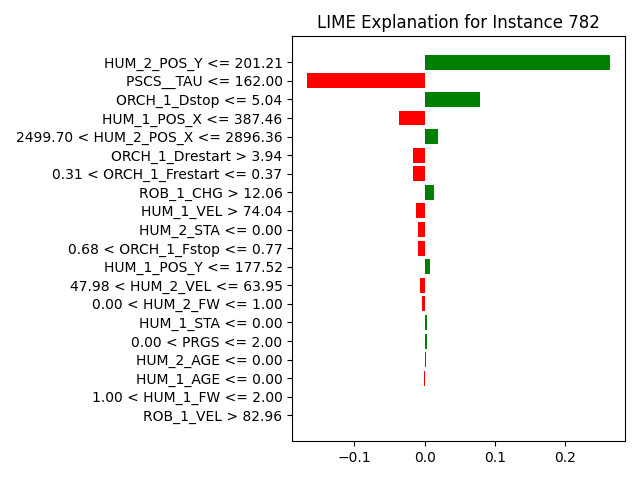 LIME Explanation for Instance 782
HUM_2_POS_Y <= 201.21
PSCS__TAU <= 162.00
ORCH_1_Dstop <= 5.04
HUM_1_POS_X <= 387.46
2499.70 < HUM_2_POS_X <= 2896.36
ORCH_1_Drestart > 3.94
0.31 < ORCH_1_Frestart <= 0.37
ROB_1_CHG > 12.06
HUM_1_VEL > 74.04
HUM_2_STA <= 0.00
0.68 < ORCH_1_Fstop <= 0.77
HUM_1_POS_Y <= 177.52
47.98 < HUM_2_VEL <= 63.95
0.00 < HUM_2_FW <= 1.00
HUM_1_STA <= 0.00
0.00 < PRGS <= 2.00
HUM_2_AGE <= 0.00
HUM_1_AGE <= 0.00
1.00 < HUM_1_FW <= 2.00
ROB_1_VEL > 82.96
−0.1 0.0 0.1 0.2